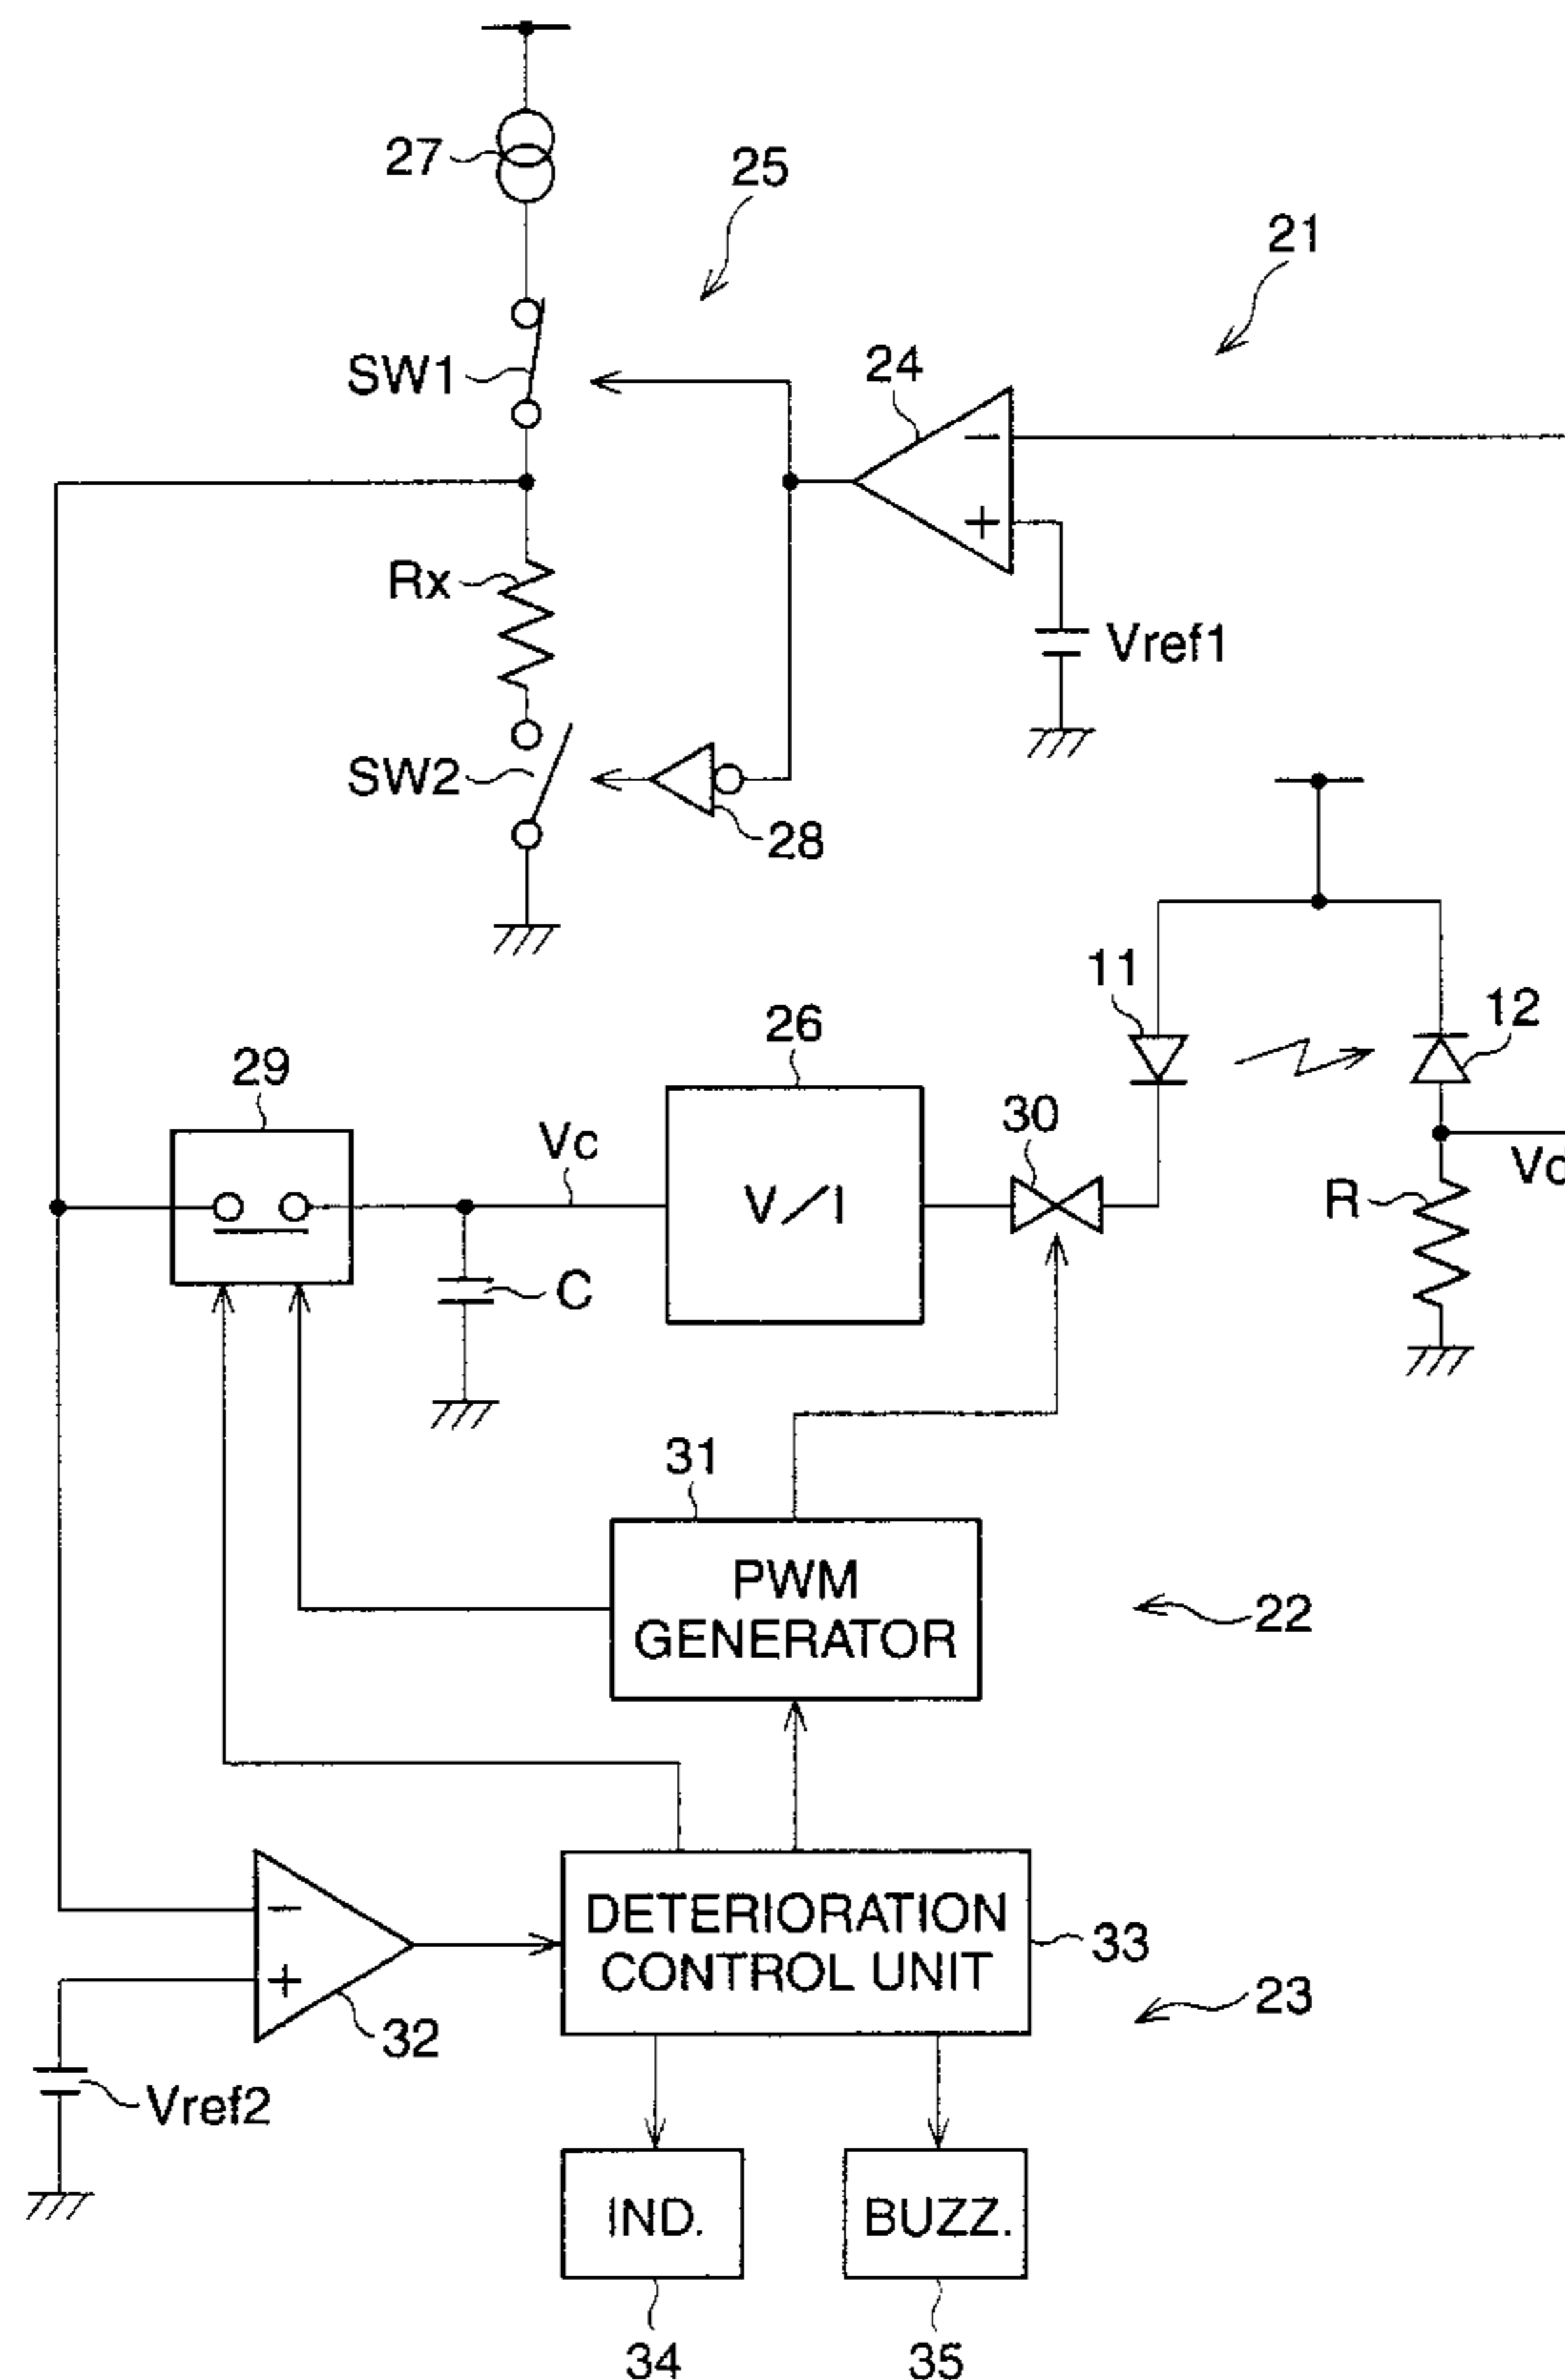 27
25
21
SW1
24
Rx
Vref1
SW2
28
11
12
26
29
30
Vc
V/I
R
Vd
C
31
PWM
GENERATOR
22
DETERIORATION
CONTROL UNIT
33
23
32
Vref2
IND.
BUZZ.
34
35